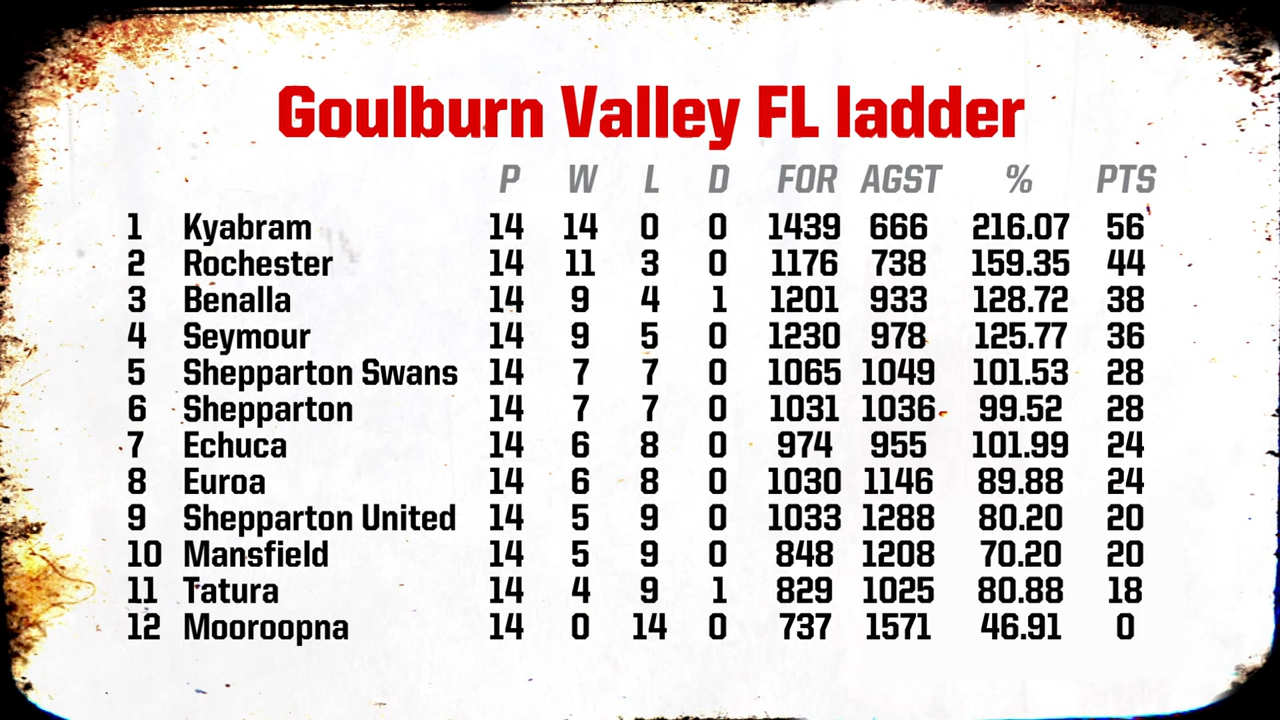 Goulburn Valley FL ladder
P W L D FOR AGST % PTS
1 Kyabram 14 14 0 0 1439 666 216.07 56
2 Rochester 14 11 3 0 1176 738 159.35 44
3 Benalla 14 9 4 1 1201 933 128.72 38
4 Seymour 14 9 5 0 1230 978 125.77 36
5 Shepparton Swans 14 7 7 0 1065 1049 101.53 28
6 Shepparton 14 7 7 0 1031 1036 99.52 28
7 Echuca 14 6 8 0 974 955 101.99 24
8 Euroa 14 6 8 0 1030 1146 89.88 24
9 Shepparton United 14 5 9 0 1033 1288 80.20 20
10 Mansfield 14 5 9 0 848 1208 70.20 20
11 Tatura 14 4 9 1 829 1025 80.88 18
12 Mooroopna 14 0 14 0 737 1571 46.91 0